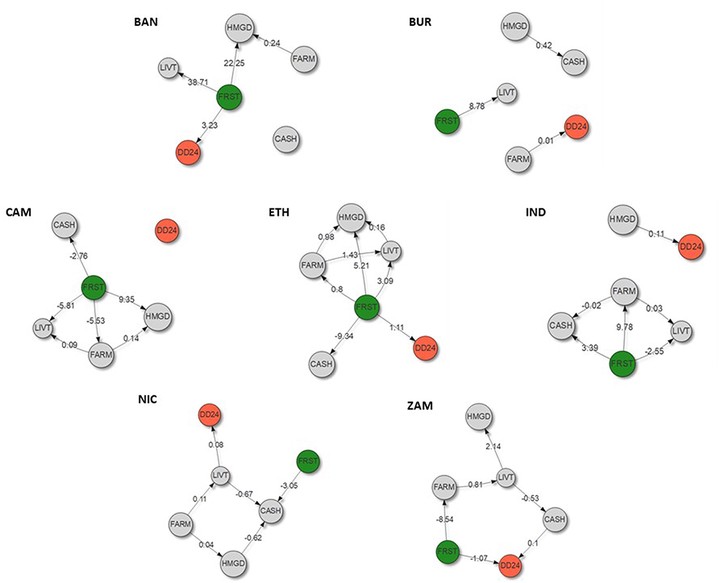 BAN
HMGD
0.24
FARM
LIVT
38.71
22.25
FRST
3.23
DD24
CASH
BUR
HMGD
0.42
CASH
LIVT
8.78
FRST
DD24
0.01
FARM
CAM
CASH
DD24
-2.76
FRST
-5.81
9.35
-5.53
HMGD
LIVT
0.09
0.14
FARM
ETH
HMGD
0.16
0.98
LIVT
1.43
FARM
5.21
3.09
0.8
FRST
-9.34
1.11
DD24
CASH
IND
HMGD
0.11
DD24
FARM
-0.02
0.03
CASH
9.78
LIVT
3.39
-2.55
FRST
NIC
DD24
0.08
FRST
LIVT
-3.05
0.11
-0.67
CASH
FARM
0.04
-0.62
HMGD
ZAM
HMGD
2.14
LIVT
FARM
0.81
-0.53
CASH
-8.54
0.1
FRST
-1.07
DD24